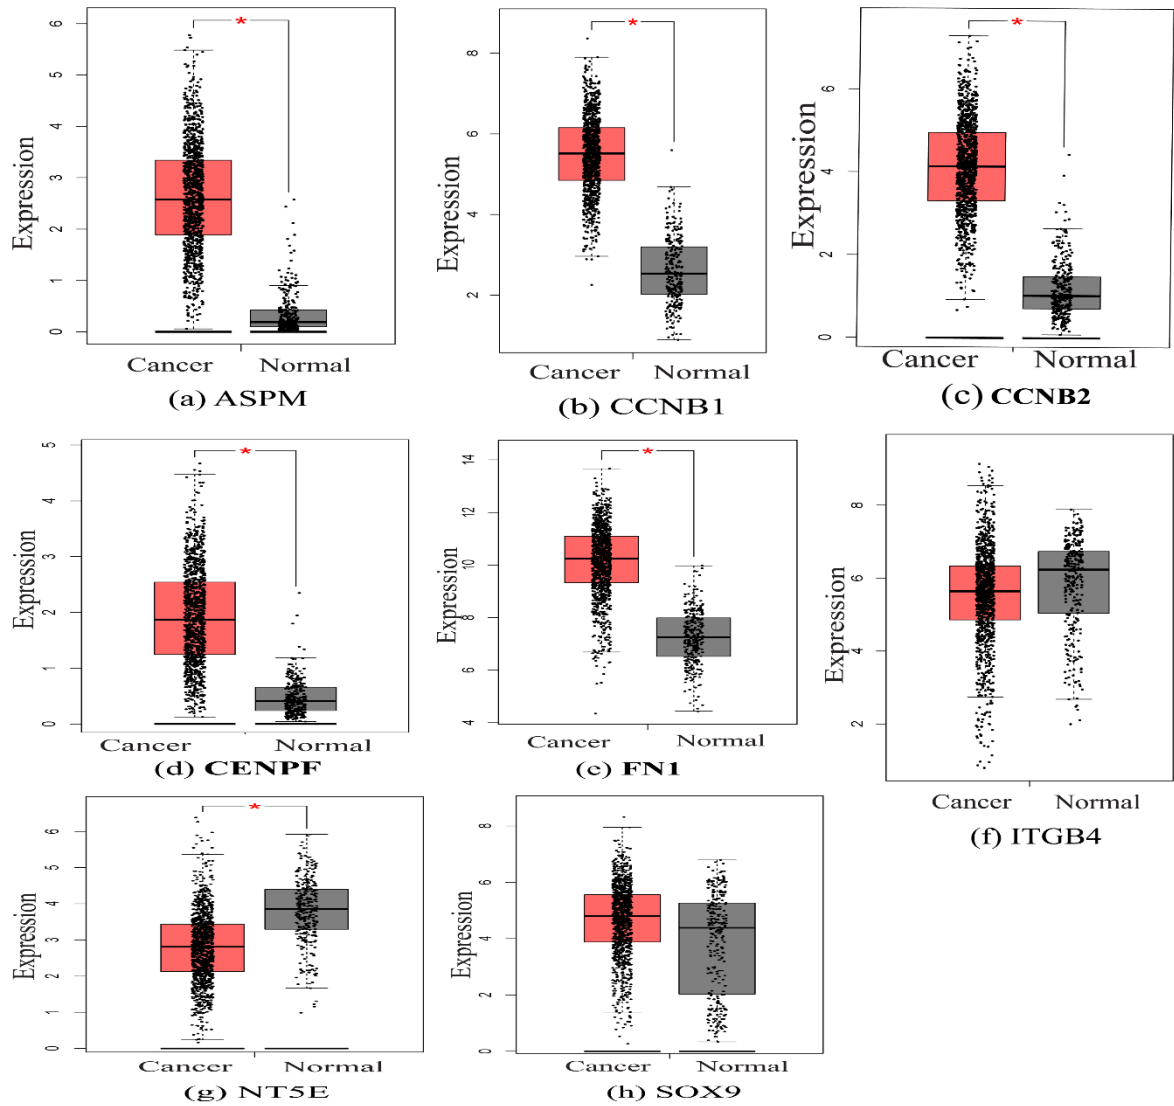 *
Expression
6
5
4
3
2
1
0
Cancer Normal
(a) ASPM
*
Expression
8
6
4
2
Cancer Normal
(b) CCNB1
*
Expression
6
4
2
0
Cancer Normal
(c) CCNB2
*
Expression
5
4
3
2
1
0
Cancer Normal
(d) CENPF
*
Expression
14
12
10
8
6
4
Cancer Normal
(e) FN1
Expression
8
6
4
2
Cancer Normal
(f) ITGB4
*
Expression
6
5
4
3
2
1
0
Cancer Normal
(g) NT5E
Expression
8
6
4
2
0
Cancer Normal
(h) SOX9